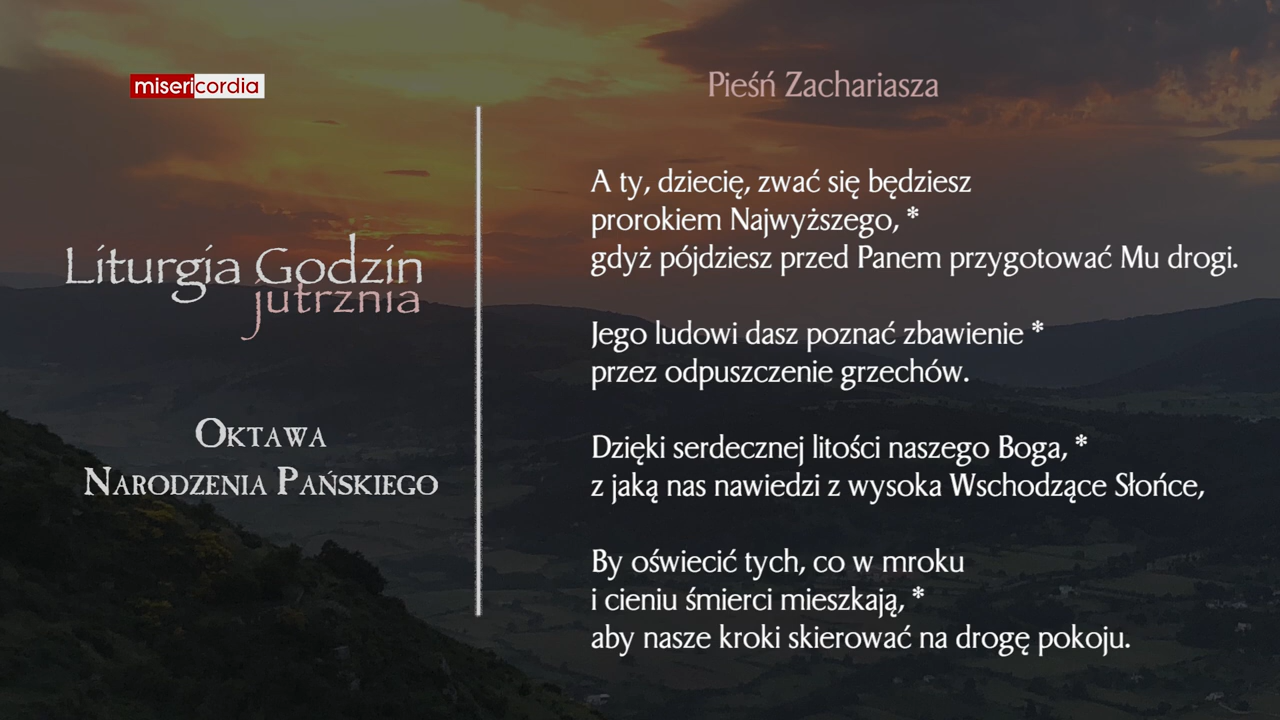 misericordia
Liturgia Godzin
jutrznia
Oktawa
Narodzenia Pańskiego
Pieśń Zachariasza
A ty, dziecię, zwać się będziesz
prorokiem Najwyższego, *
gdyż pójdziesz przed Panem przygotować Mu drogi.
Jego ludowi dasz poznać zbawienie *
przez odpuszczenie grzechów.
Dzięki serdecznej litości naszego Boga, *
z jaką nas nawiedzi z wysoka Wschodzące Słońce,
By oświecić tych, co w mroku
i cieniu śmierci mieszkają, *
aby nasze kroki skierować na drogę pokoju.